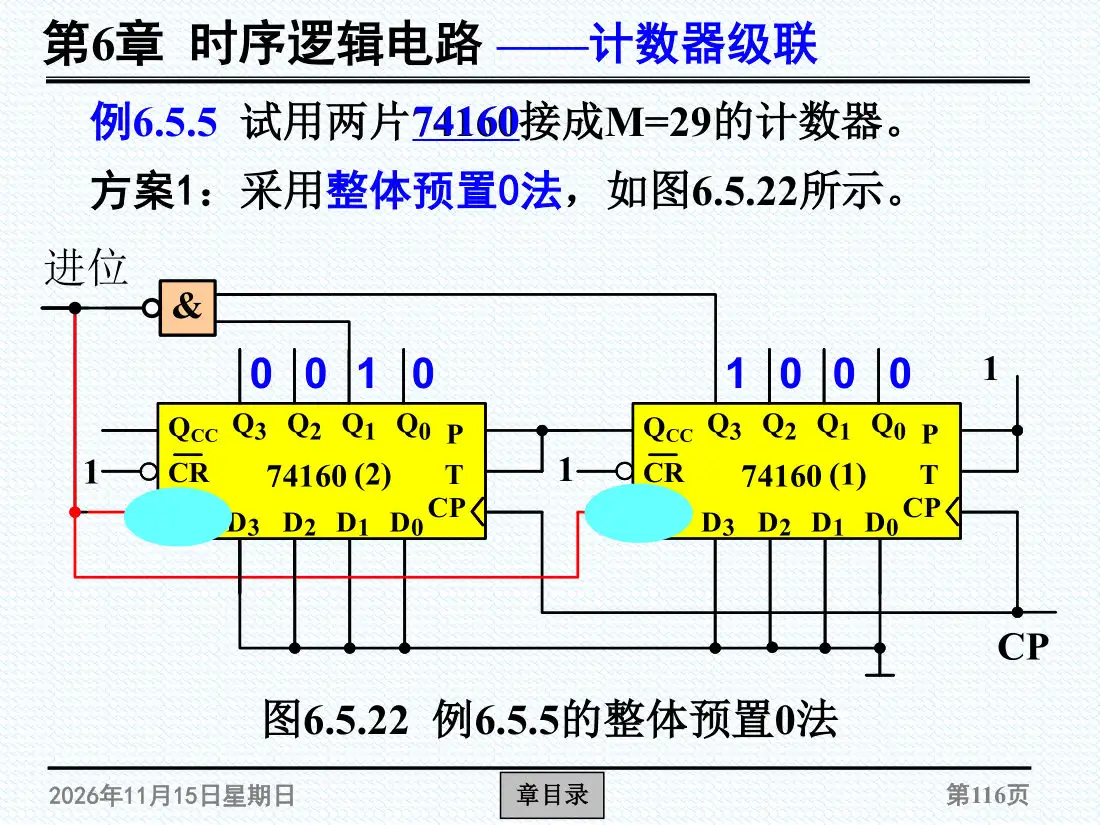 第6章 时序逻辑电路 ——计数器级联
例6.5.5 试用两片74160接成M=29的计数器。
方案1：采用整体预置0法，如图6.5.22所示。
进位
&
0 0 1 0
1 0 0 0
1
QCC Q3 Q2 Q1 Q0 P
QCC Q3 Q2 Q1 Q0 P
1 CR 74160 (2) T
1 CR 74160 (1) T
D3 D2 D1 D0 CP
D3 D2 D1 D0 CP
CP
图6.5.22 例6.5.5的整体预置0法
2026年11月15日星期日
章目录
第116页